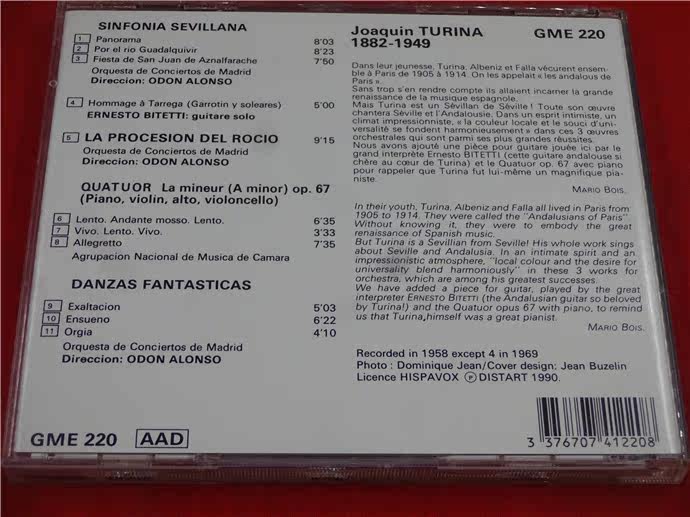 SINFONIA SEVILLANA
1 Panorama 8'03
2 Por el rio Guadalquivir 8'23
3 Fiesta de San Juan de Aznalfarache 7'50
Orquesta de Conciertos de Madrid
Direccion: ODON ALONSO
4 Hommage à Tarrega (Garrotin y soleares) 5'00
ERNESTO BITETTI: guitare solo
5 LA PROCESION DEL ROCIO 9'15
Orquesta de Conciertos de Madrid
Direccion: ODON ALONSO
QUATUOR La mineur (A minor) op. 67
(Piano, violin, alto, violoncello)
6 Lento. Andante mosso. Lento. 6'35
7 Vivo. Lento. Vivo. 3'33
8 Allegretto 7'35
Agrupacion Nacional de Musica de Camara
DANZAS FANTASTICAS
9 Exaltacion 5'03
10 Ensueno 6'22
11 Orgia 4'10
Orquesta de Conciertos de Madrid
Direccion: ODON ALONSO
GME 220 AAD
Joaquin TURINA GME 220
1882-1949
Dans leur jeunesse, Turina, Albeniz et Falla vécurent ensem-
ble à Paris de 1905 à 1914. On les appelait « les andalous de
Paris ».
Sans trop s'en rendre compte ils allaient incarner la grande
renaissance de la musique espagnole.
Mais Turina est un Sévillan de Séville ! Toute son œuvre
chantera Séville et l'Andalousie. Dans un esprit intimiste, un
climat impressionniste, « la couleur locale et le souci d'uni-
versalité se fondent harmonieusement » dans ces 3 œuvres
orchestrales qui sont parmi ses plus grandes réussites.
Nous avons ajouté une pièce pour guitare jouée ici par le
grand interprète Ernesto BITETTI (cette guitare andalouse si
chère au cœur de Turina) et le Quatuor op. 67 avec piano
pour rappeler que Turina fut lui-même un magnifique pia-
niste.
MARIO BOIS.
In their youth, Turina, Albeniz and Falla all lived in Paris from
1905 to 1914. They were called the "Andalusians of Paris".
Without knowing it, they were to embody the great
renaissance of Spanish music.
But Turina is a Sevillian from Seville! His whole work sings
about Seville and Andalusia. In an intimate spirit and an
impressionistic atmosphere, "local colour and the desire for
universality blend harmoniously" in these 3 works for
orchestra, which are among his greatest successes.
We have added a piece for guitar, played by the great
interpreter ERNESTO BITETTI (the Andalusian guitar so beloved
by Turina!) and the Quatuor opus 67 with piano, to remind
us that Turina, himself was a great pianist.
MARIO BOIS.
Recorded in 1958 except 4 in 1969
Photo : Dominique Jean/Cover design: Jean Buzelin
Licence HISPAVOX ℗ DISTART 1990.
3 376707 412208